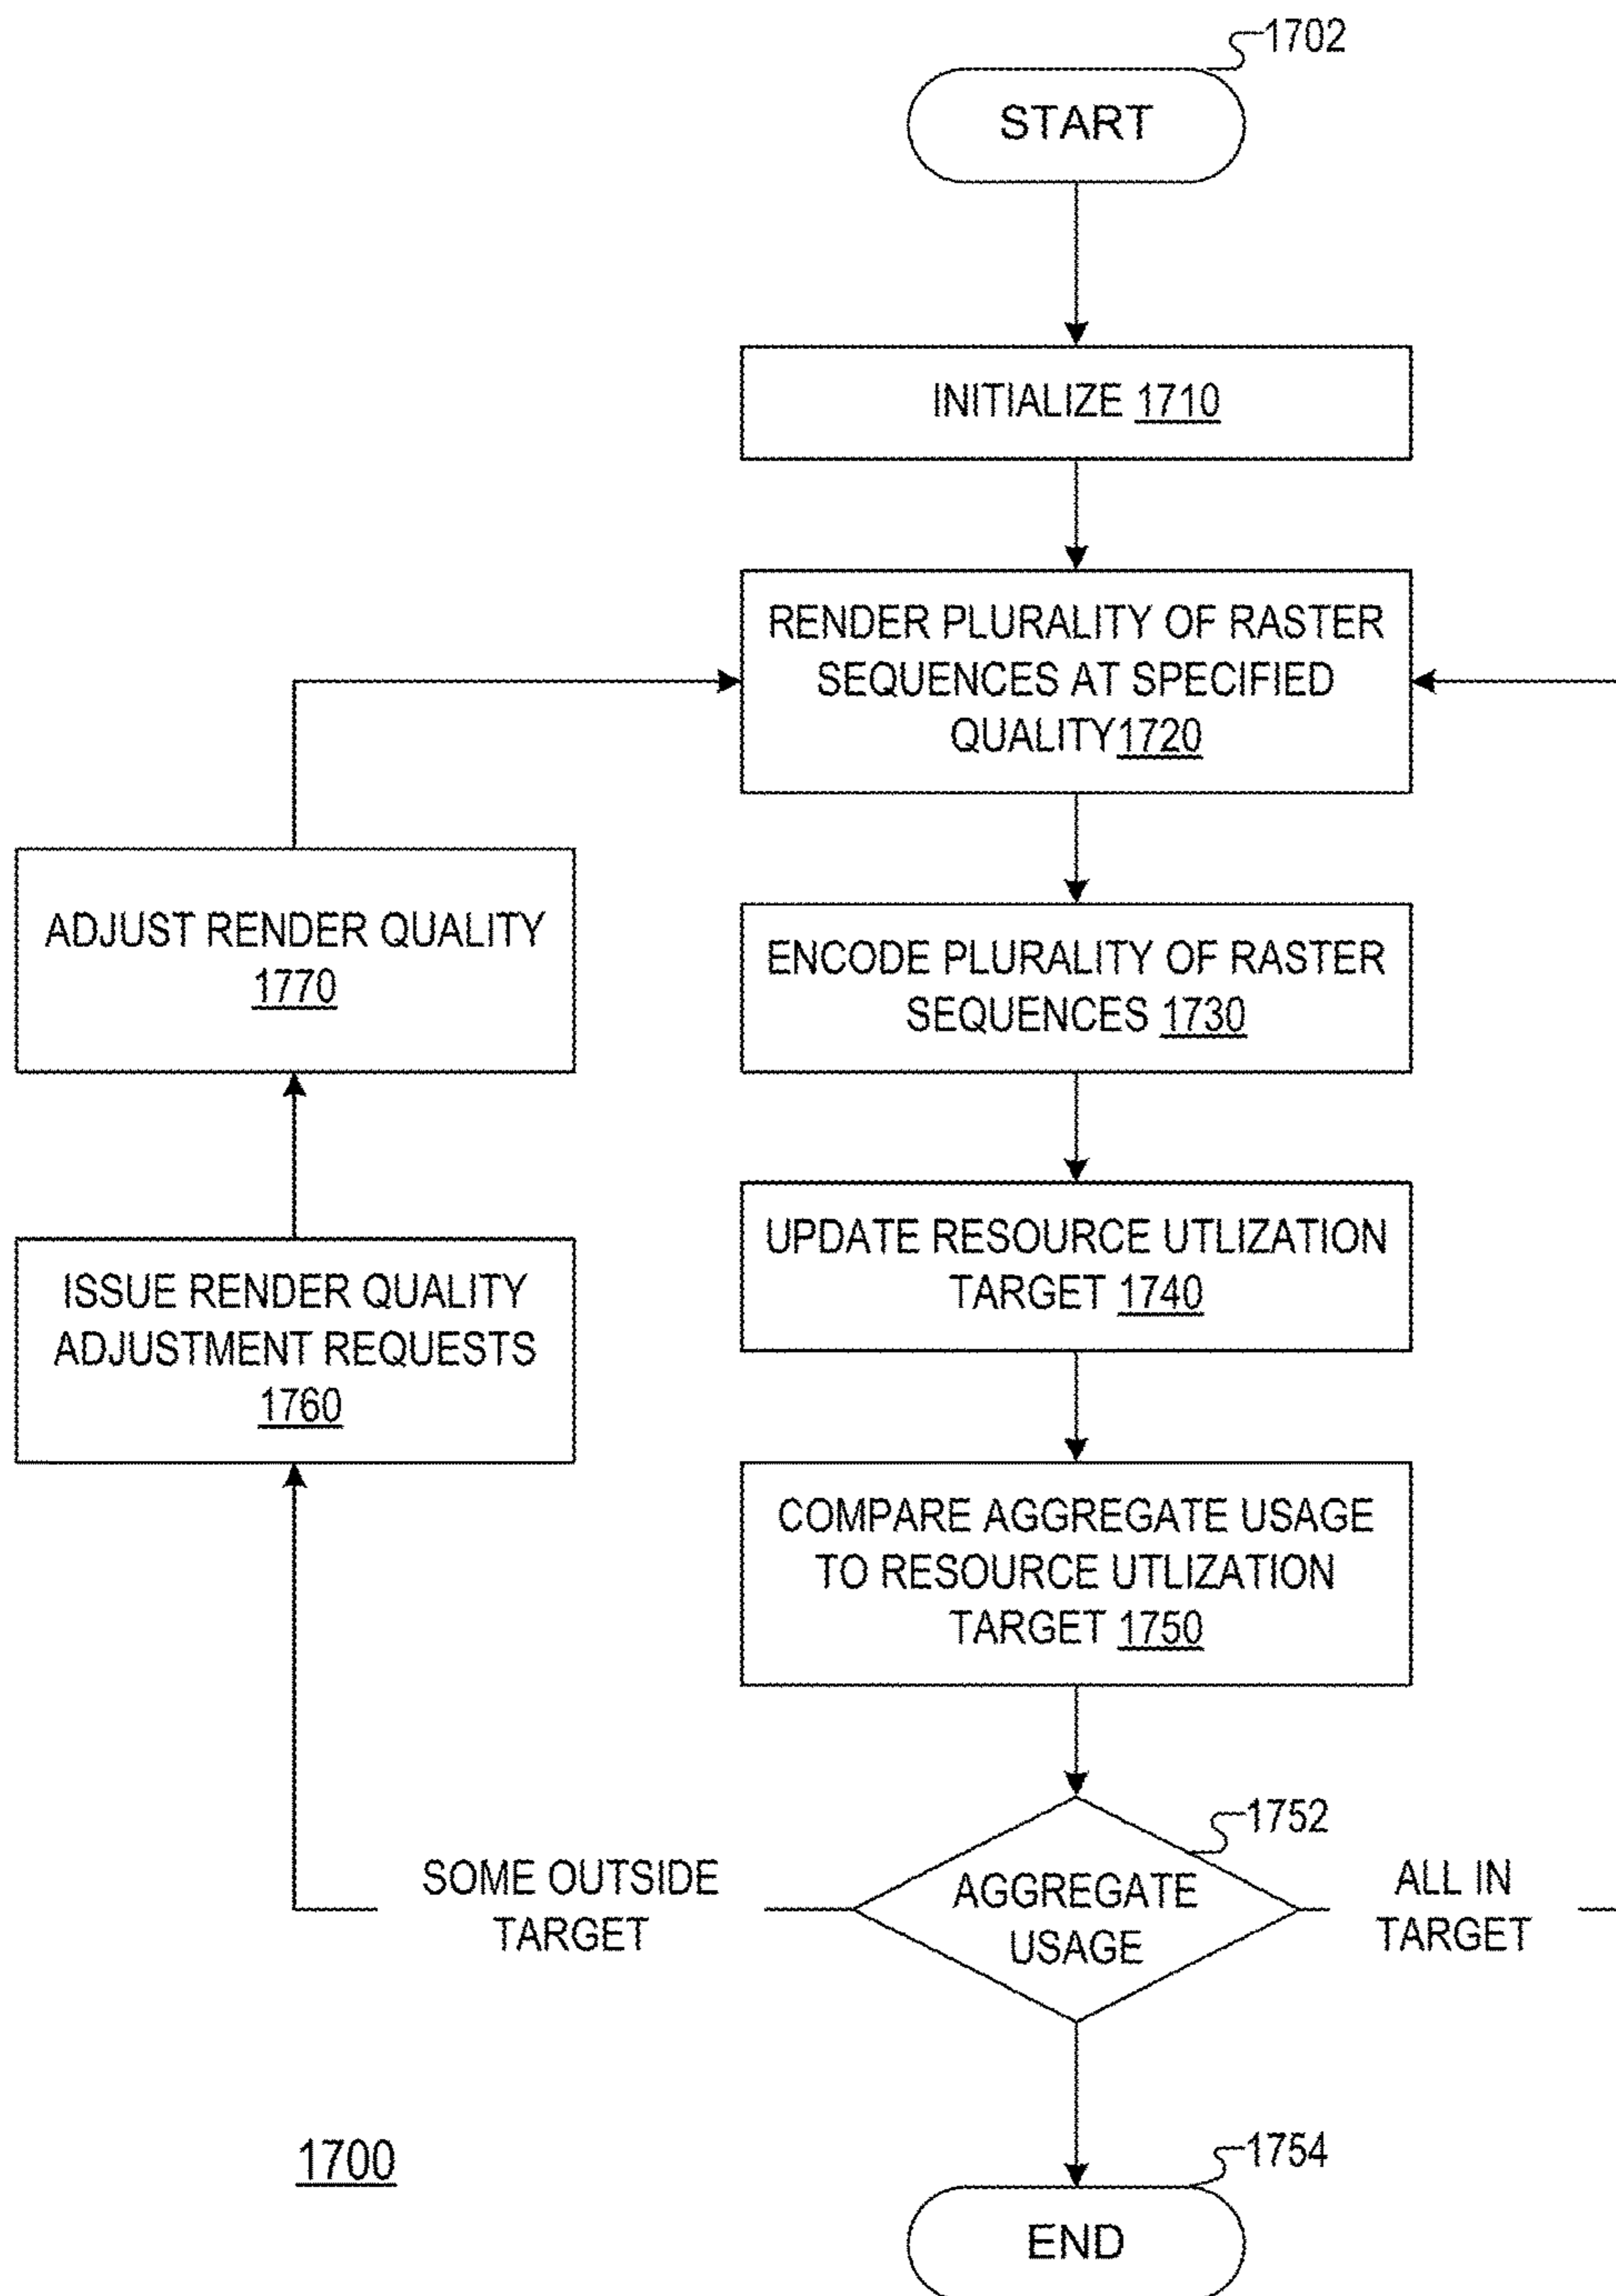 1702
START
INITIALIZE 1710
RENDER PLURALITY OF RASTER
SEQUENCES AT SPECIFIED
QUALITY1720
ADJUST RENDER QUALITY
1770
ENCODE PLURALITY OF RASTER
SEQUENCES 1730
UPDATE RESOURCE UTLIZATION
TARGET 1740
ISSUE RENDER QUALITY
ADJUSTMENT REQUESTS
1760
COMPARE AGGREGATE USAGE
TO RESOURCE UTLIZATION
TARGET 1750
1752
SOME OUTSIDE
TARGET
AGGREGATE
USAGE
ALL IN
TARGET
1700
1754
END